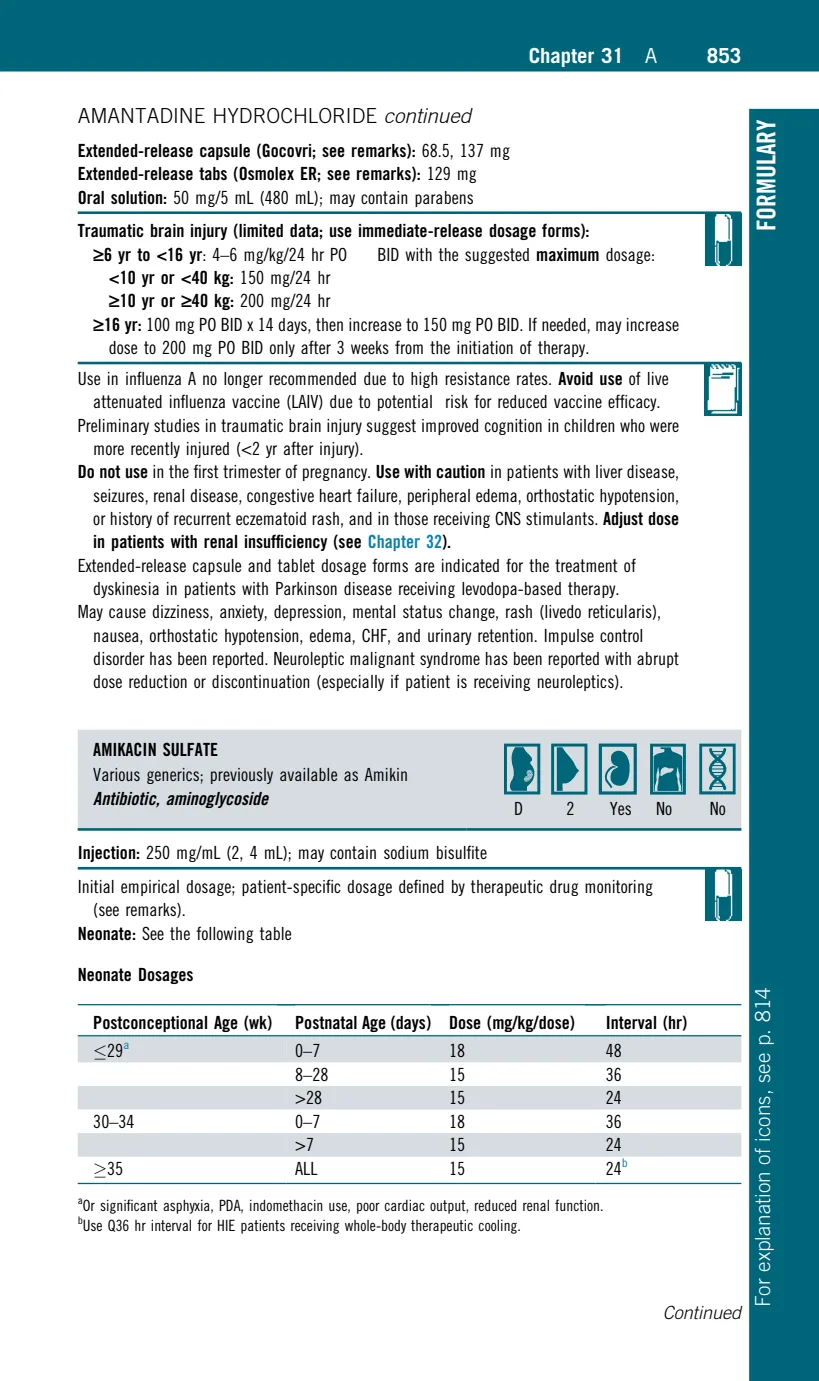 Chapter 31 A 853
AMANTADINE HYDROCHLORIDE continued
Extended-release capsule (Gocovri; see remarks): 68.5, 137 mg
Extended-release tabs (Osmolex ER; see remarks): 129 mg
Oral solution: 50 mg/5 mL (480 mL); may contain parabens
Traumatic brain injury (limited data; use immediate-release dosage forms):
≥6 yr to <16 yr: 4–6 mg/kg/24 hr PO BID with the suggested maximum dosage:
<10 yr or <40 kg: 150 mg/24 hr
≥10 yr or ≥40 kg: 200 mg/24 hr
≥16 yr: 100 mg PO BID x 14 days, then increase to 150 mg PO BID. If needed, may increase
dose to 200 mg PO BID only after 3 weeks from the initiation of therapy.
Use in influenza A no longer recommended due to high resistance rates. Avoid use of live
attenuated influenza vaccine (LAIV) due to potential risk for reduced vaccine efficacy.
Preliminary studies in traumatic brain injury suggest improved cognition in children who were
more recently injured (<2 yr after injury).
Do not use in the first trimester of pregnancy. Use with caution in patients with liver disease,
seizures, renal disease, congestive heart failure, peripheral edema, orthostatic hypotension,
or history of recurrent eczematoid rash, and in those receiving CNS stimulants. Adjust dose
in patients with renal insufficiency (see Chapter 32).
Extended-release capsule and tablet dosage forms are indicated for the treatment of
dyskinesia in patients with Parkinson disease receiving levodopa-based therapy.
May cause dizziness, anxiety, depression, mental status change, rash (livedo reticularis),
nausea, orthostatic hypotension, edema, CHF, and urinary retention. Impulse control
disorder has been reported. Neuroleptic malignant syndrome has been reported with abrupt
dose reduction or discontinuation (especially if patient is receiving neuroleptics).
AMIKACIN SULFATE
Various generics; previously available as Amikin
Antibiotic, aminoglycoside
D 2 Yes No No
Injection: 250 mg/mL (2, 4 mL); may contain sodium bisulfite
Initial empirical dosage; patient-specific dosage defined by therapeutic drug monitoring
(see remarks).
Neonate: See the following table
Neonate Dosages
Postconceptional Age (wk) Postnatal Age (days) Dose (mg/kg/dose) Interval (hr)
≤29a 0–7 18 48
8–28 15 36
>28 15 24
30–34 0–7 18 36
>7 15 24
≥35 ALL 15 24b
aOr significant asphyxia, PDA, indomethacin use, poor cardiac output, reduced renal function.
bUse Q36 hr interval for HIE patients receiving whole-body therapeutic cooling.
Continued
FORMULARY
For explanation of icons, see p. 814